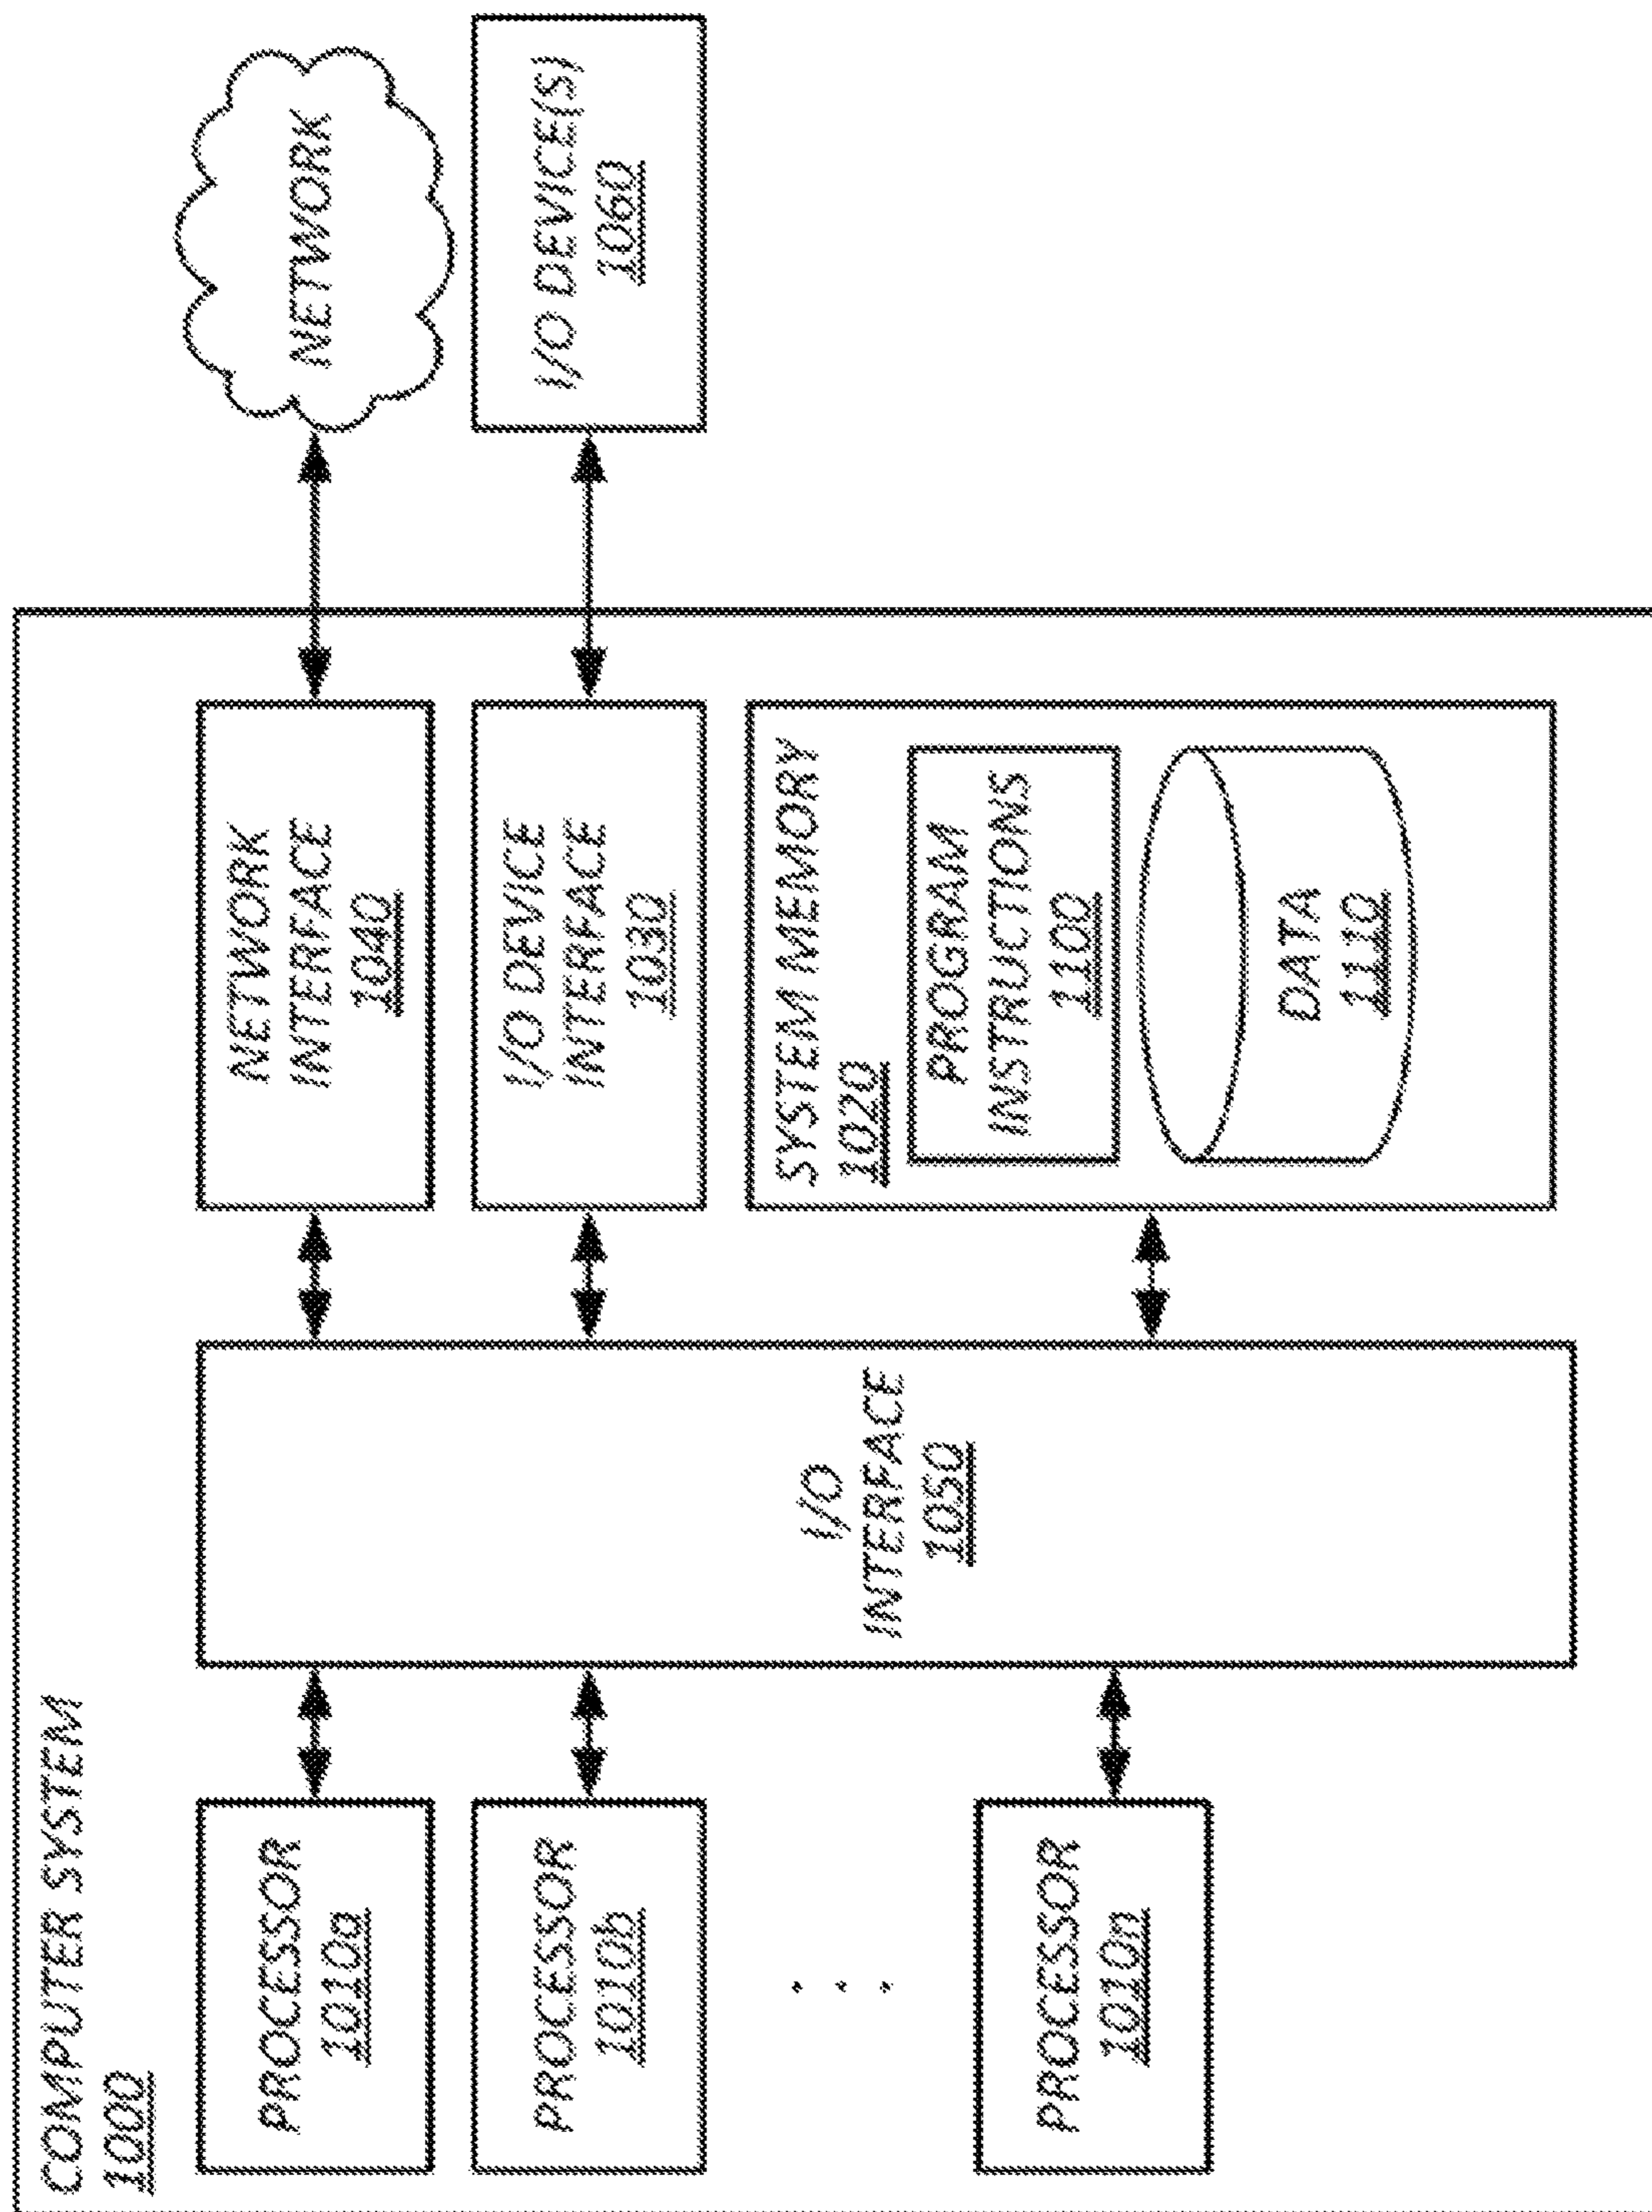 COMPUTER SYSTEM
1000
PROCESSOR
1010a
PROCESSOR
1010b
. . .
PROCESSOR
1010n
I/O
INTERFACE
1050
NETWORK
INTERFACE
1040
I/O DEVICE
INTERFACE
1030
SYSTEM MEMORY
1020
PROGRAM
INSTRUCTIONS
1100
DATA
1110
NETWORK
I/O DEVICE(S)
1060